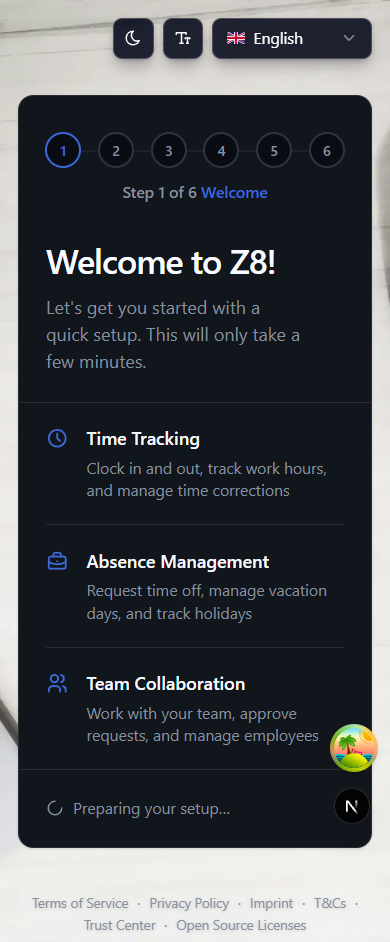 English
1 2 3 4 5 6
Step 1 of 6 Welcome
Welcome to Z8!
Let's get you started with a
quick setup. This will only take a
few minutes.
Time Tracking
Clock in and out, track work hours,
and manage time corrections
Absence Management
Request time off, manage vacation
days, and track holidays
Team Collaboration
Work with your team, approve
requests, and manage employees
Preparing your setup...
N
Terms of Service · Privacy Policy · Imprint · T&Cs ·
Trust Center · Open Source Licenses